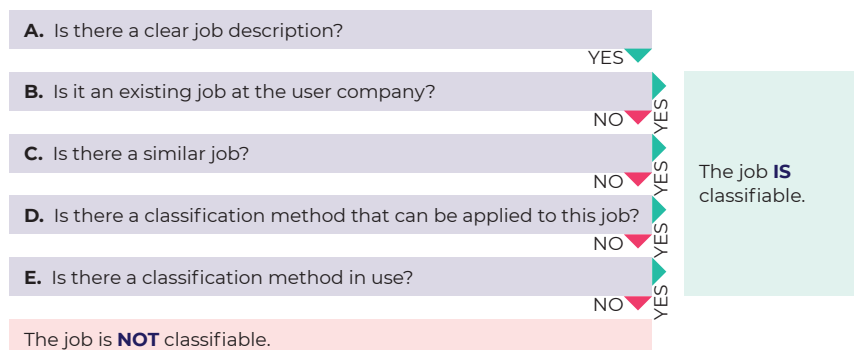 A. Is there a clear job description?
YES
B. Is it an existing job at the user company?
NO
YES
C. Is there a similar job?
NO
YES
D. Is there a classification method that can be applied to this job?
NO
YES
E. Is there a classification method in use?
NO
YES
The job IS
classifiable.
The job is NOT classifiable.